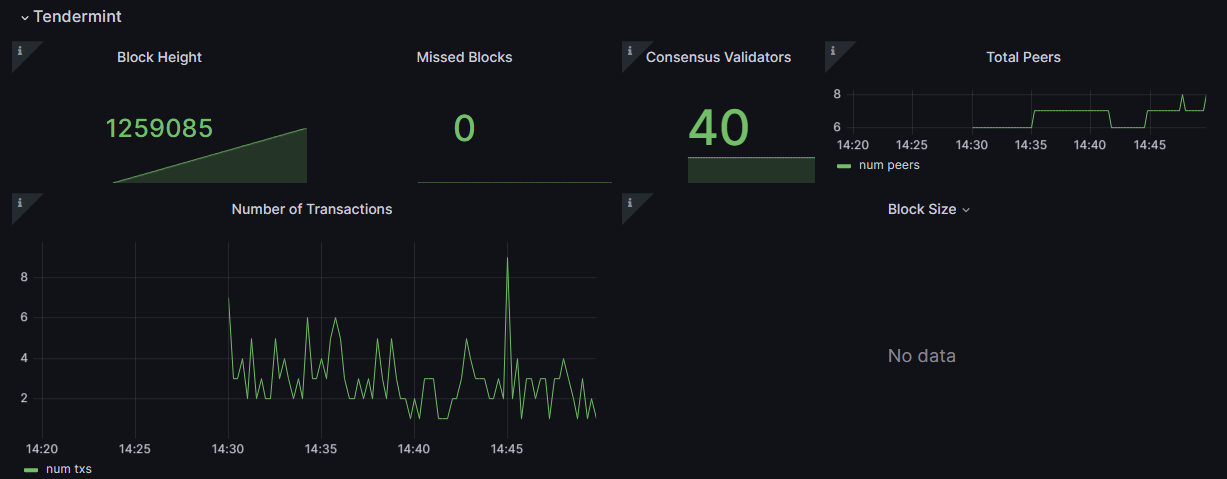 Tendermint
Block Height
Missed Blocks
Consensus Validators
Total Peers
1259085
0
40
8
6
14:20 14:25 14:30 14:35 14:40 14:45
num peers
Number of Transactions
Block Size
8
6
4
2
14:20 14:25 14:30 14:35 14:40 14:45
num txs
No data